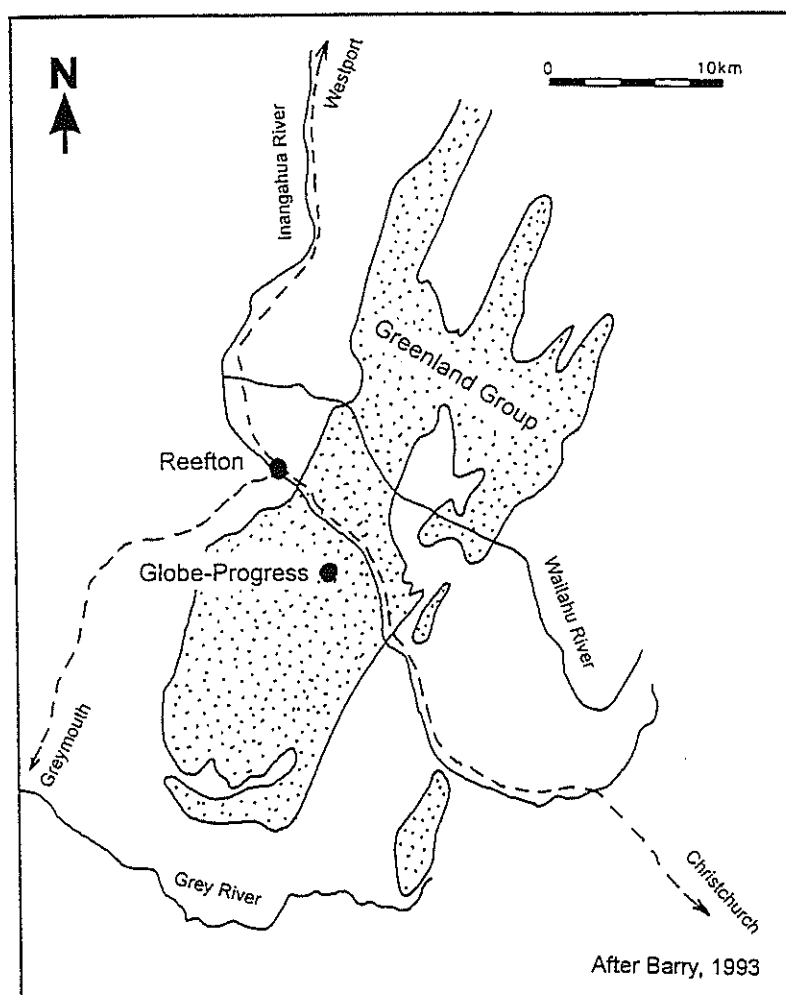 N
0 10km
Westport
Inangahua River
Greenland Group
Reefton
Globe-Progress
Waitahu River
Greymouth
Grey River
Christchurch
After Barry, 1993